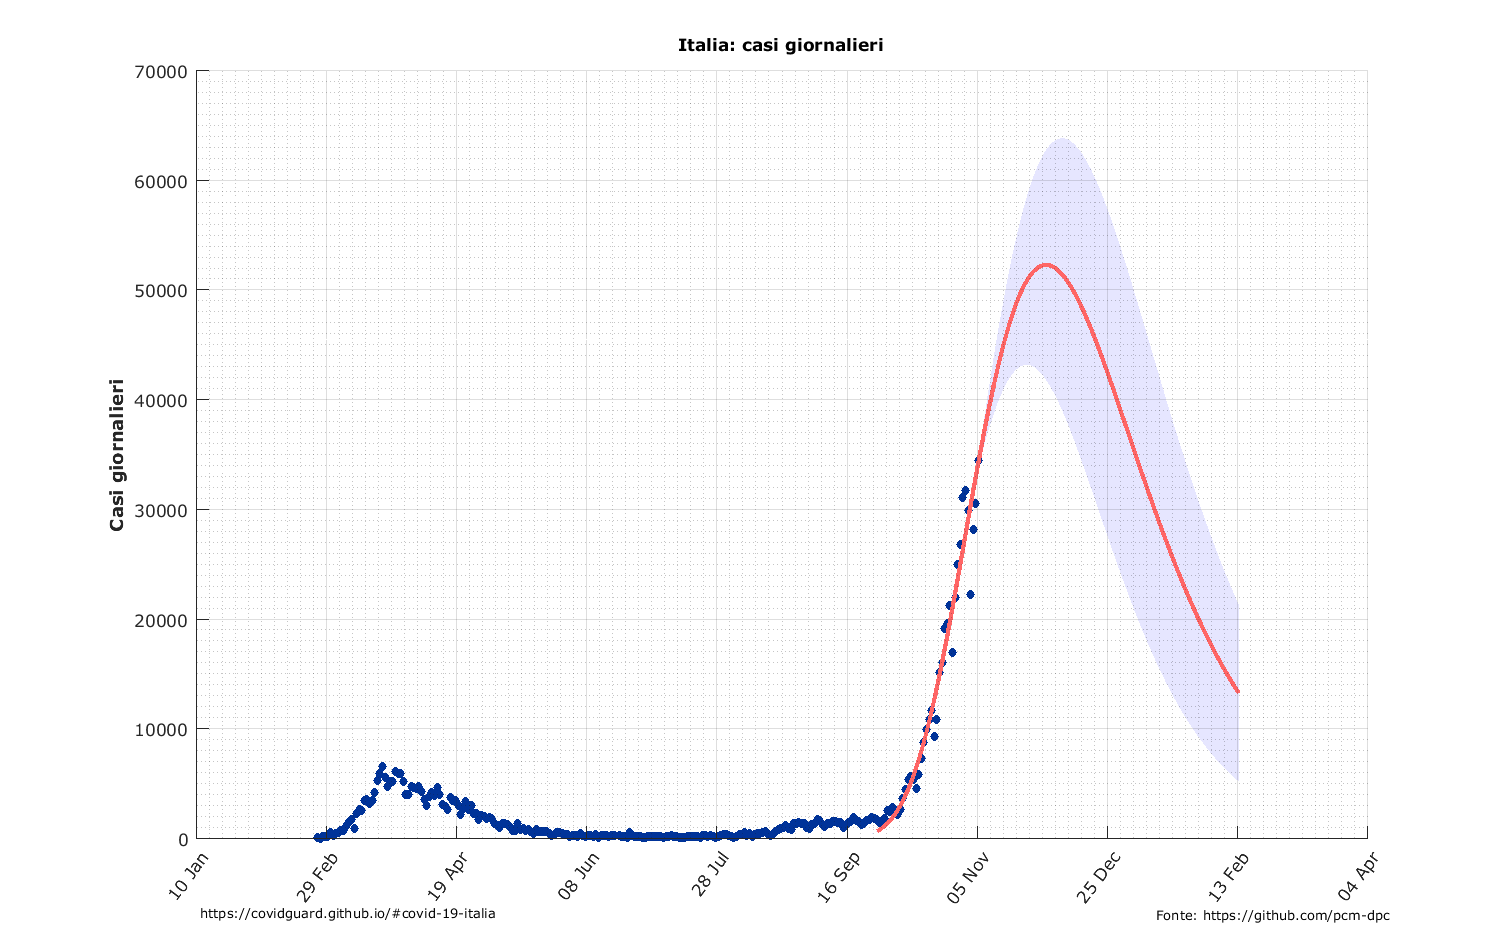 Italia: casi giornalieri
70000
60000
50000
40000
30000
20000
10000
0
Casi giornalieri
10 Jan
29 Feb
19 Apr
08 Jun
28 Jul
16 Sep
05 Nov
25 Dec
13 Feb
04 Apr
https://covidguard.github.io/#covid-19-italia
Fonte: https://github.com/pcm-dpc